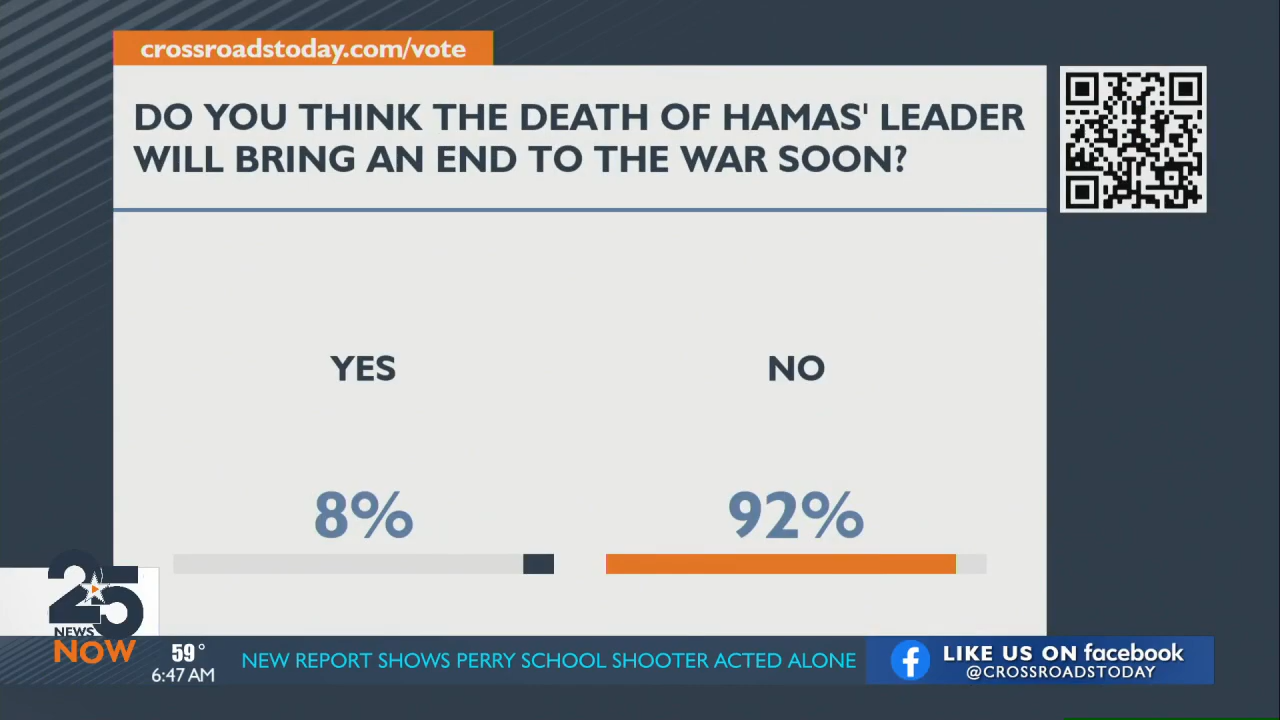 crossroadstoday.com/vote
DO YOU THINK THE DEATH OF HAMAS' LEADER
WILL BRING AN END TO THE WAR SOON?
YES
NO
8%
92%
25
NEWS
NOW
59°
6:47 AM
NEW REPORT SHOWS PERRY SCHOOL SHOOTER ACTED ALONE
LIKE US ON facebook
@CROSSROADSTODAY